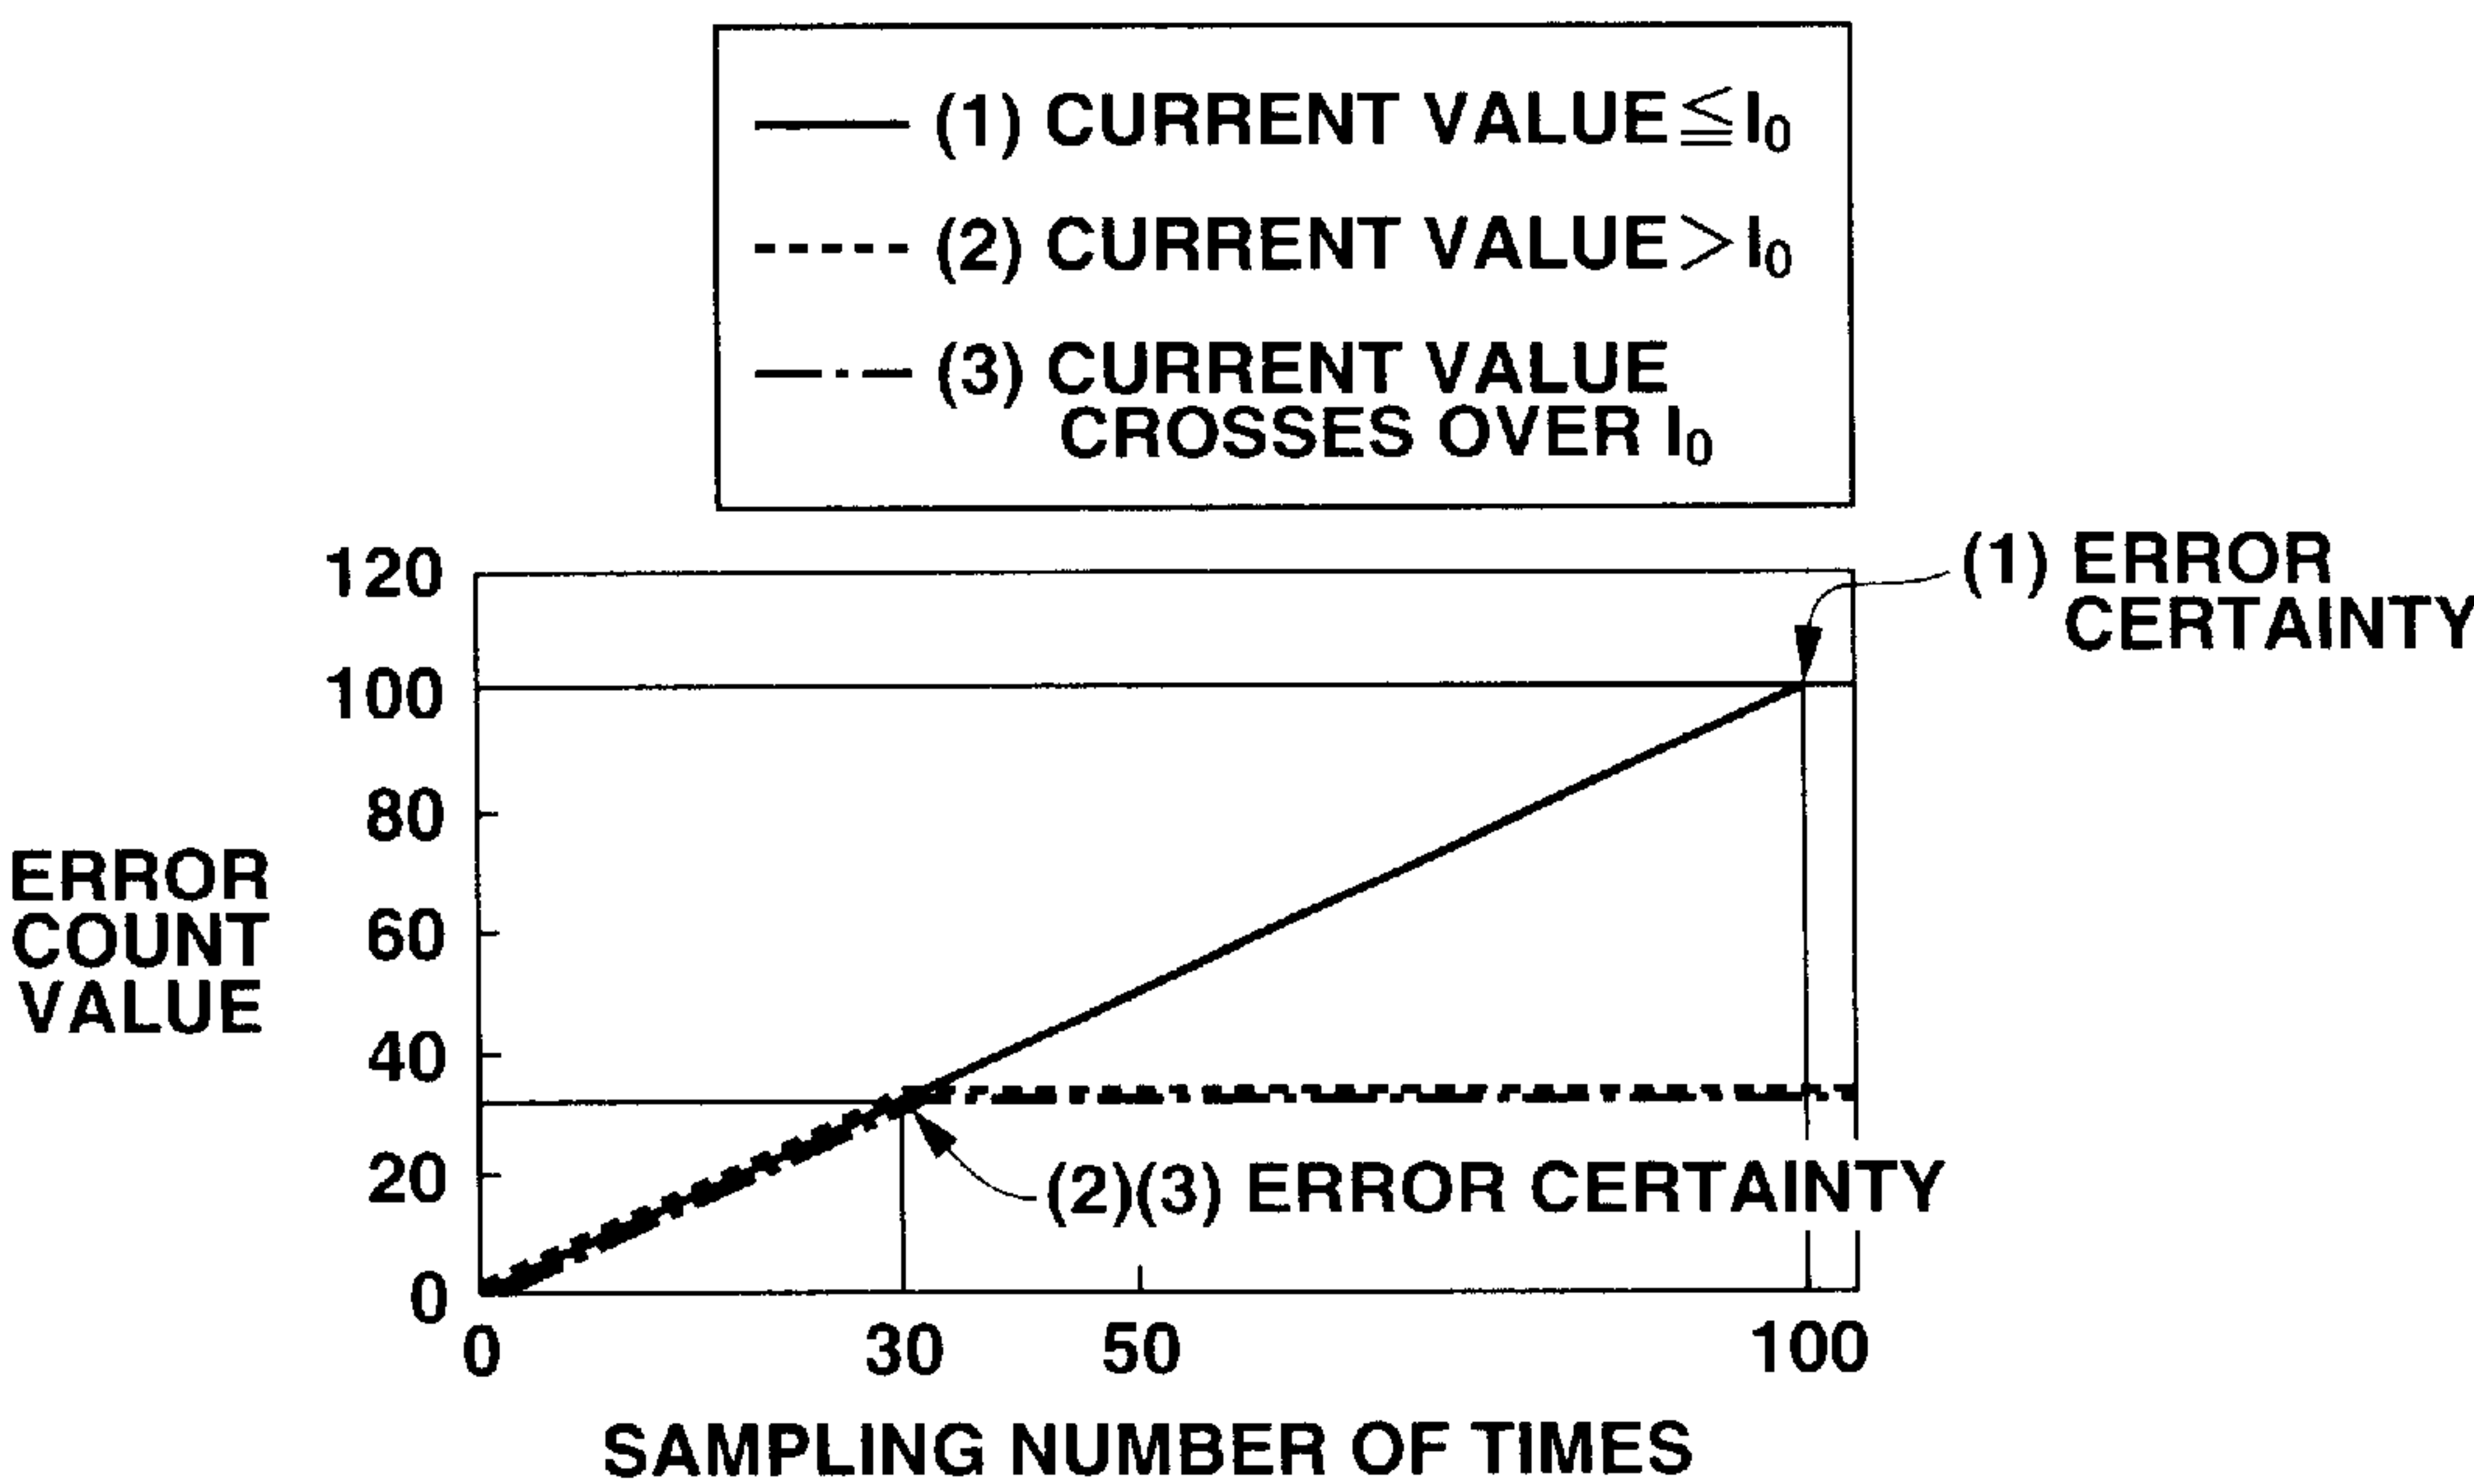 (1) CURRENT VALUE≦I₀
(2) CURRENT VALUE>I₀
(3) CURRENT VALUE
CROSSES OVER I₀
(1) ERROR
CERTAINTY
120
100
80
60
40
20
0
ERROR
COUNT
VALUE
(2)(3) ERROR CERTAINTY
0 30 50 100
SAMPLING NUMBER OF TIMES